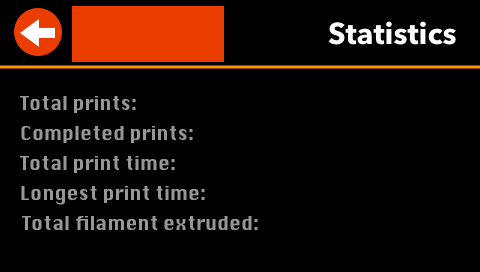 Statistics
Total prints:
Completed prints:
Total print time:
Longest print time:
Total filament extruded: